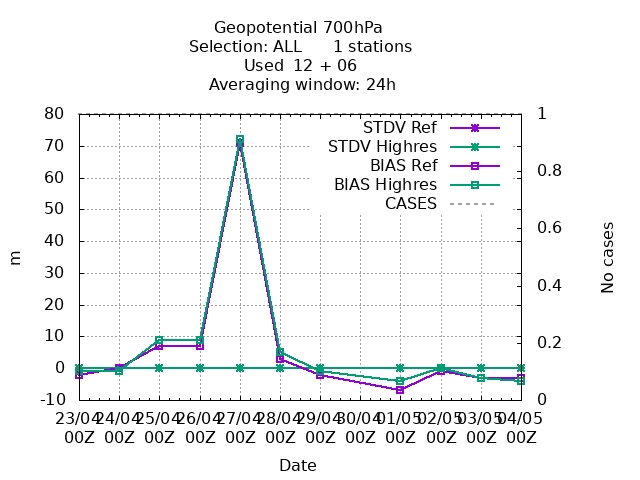 Geopotential 700hPa
Selection: ALL 1 stations
Used 12 + 06
Averaging window: 24h
80 1
70
60 0.8
50
40 0.6
30
20 0.4
10
0 0.2
-10 0
m
No cases
STDV Ref
STDV Highres
BIAS Ref
BIAS Highres
CASES
23/04 24/04 25/04 26/04 27/04 28/04 29/04 30/04 01/05 02/05 03/05 04/05
00Z 00Z 00Z 00Z 00Z 00Z 00Z 00Z 00Z 00Z 00Z 00Z
Date